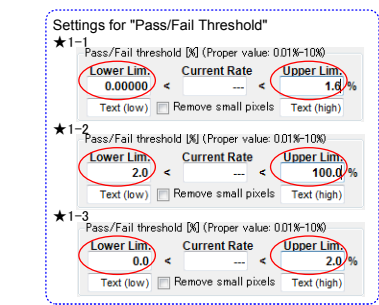 Settings for "Pass/Fail Threshold"
★1-1
Pass/Fail threshold [%] (Proper value: 0.01%-10%)
Lower Lim. Current Rate Upper Lim.
0.00000 < --- < 1.6 %
Text (low) Remove small pixels Text (high)
★1-2
Pass/Fail threshold [%] (Proper value: 0.01%-10%)
Lower Lim. Current Rate Upper Lim.
2.0 < --- < 100.0 %
Text (low) Remove small pixels Text (high)
★1-3
Pass/Fail threshold [%] (Proper value: 0.01%-10%)
Lower Lim. Current Rate Upper Lim.
0.0 < --- < 2.0 %
Text (low) Remove small pixels Text (high)